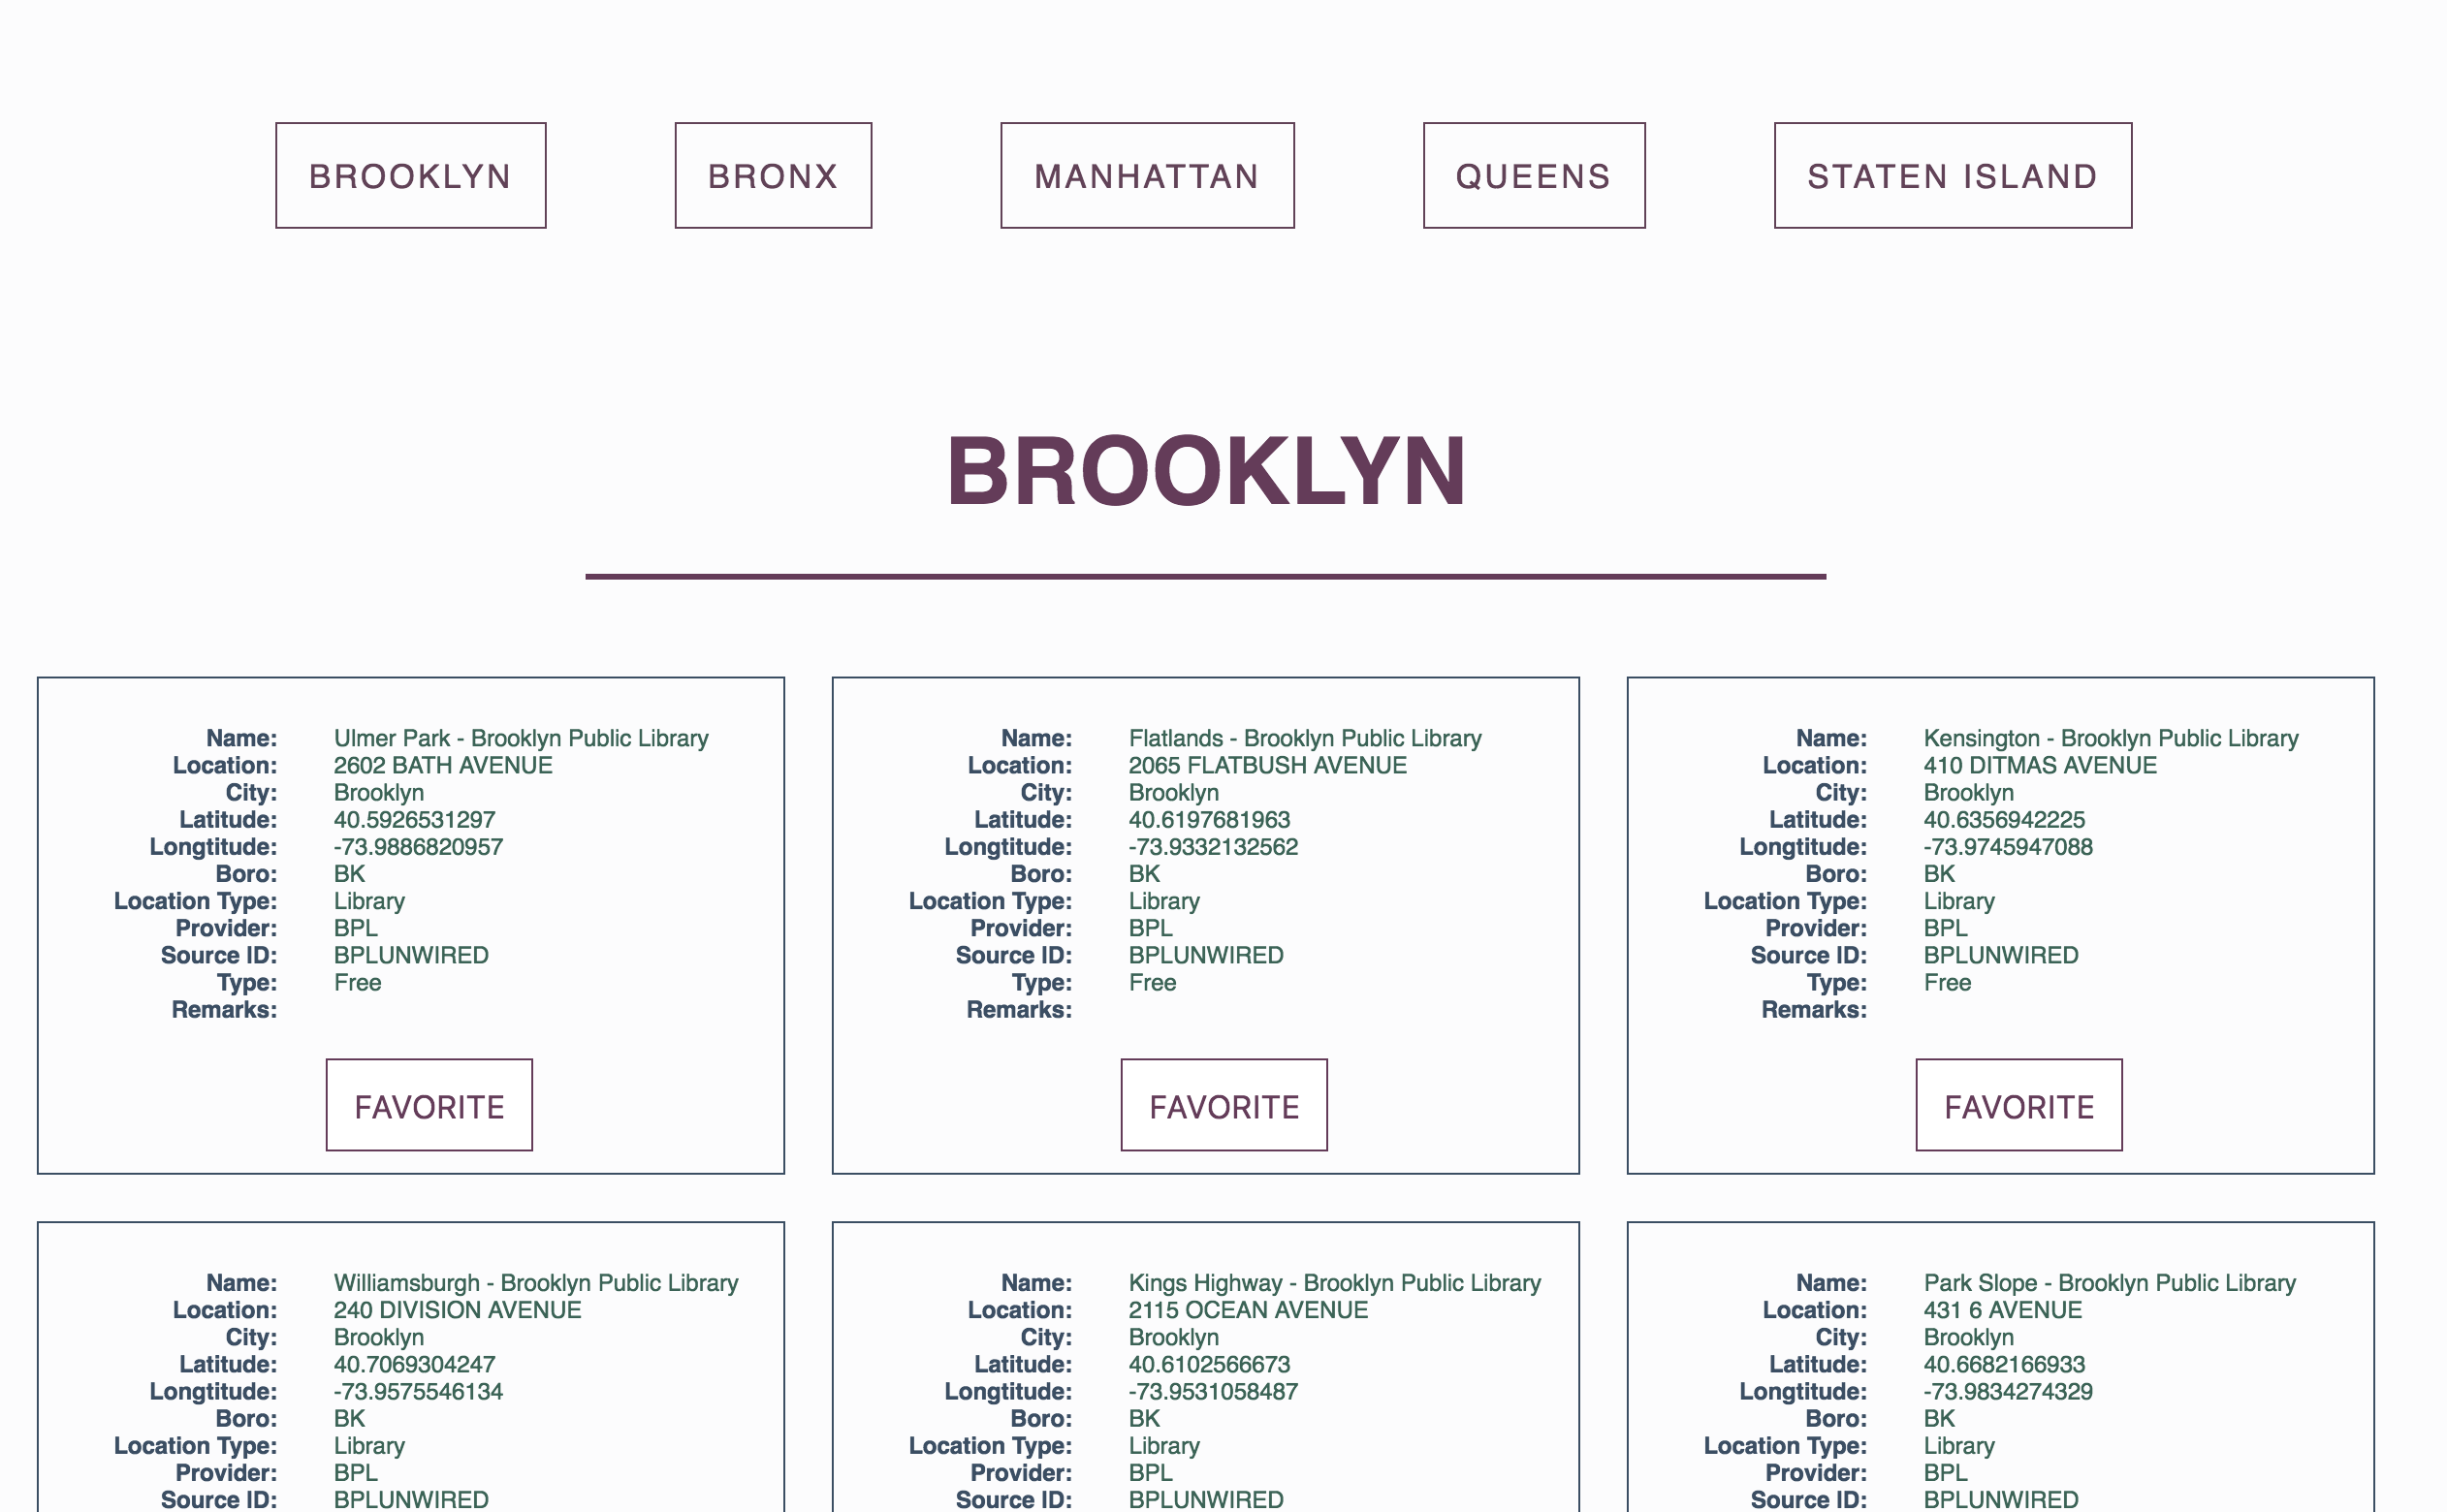 BROOKLYN BRONX MANHATTAN QUEENS STATEN ISLAND
BROOKLYN
Name: Ulmer Park - Brooklyn Public Library
Location: 2602 BATH AVENUE
City: Brooklyn
Latitude: 40.5926531297
Longtitude: -73.9886820957
Boro: BK
Location Type: Library
Provider: BPL
Source ID: BPLUNWIRED
Type: Free
Remarks:
FAVORITE
Name: Flatlands - Brooklyn Public Library
Location: 2065 FLATBUSH AVENUE
City: Brooklyn
Latitude: 40.6197681963
Longtitude: -73.9332132562
Boro: BK
Location Type: Library
Provider: BPL
Source ID: BPLUNWIRED
Type: Free
Remarks:
FAVORITE
Name: Kensington - Brooklyn Public Library
Location: 410 DITMAS AVENUE
City: Brooklyn
Latitude: 40.6356942225
Longtitude: -73.9745947088
Boro: BK
Location Type: Library
Provider: BPL
Source ID: BPLUNWIRED
Type: Free
Remarks:
FAVORITE
Name: Williamsburgh - Brooklyn Public Library
Location: 240 DIVISION AVENUE
City: Brooklyn
Latitude: 40.7069304247
Longtitude: -73.9575546134
Boro: BK
Location Type: Library
Provider: BPL
Source ID: BPLUNWIRED
Name: Kings Highway - Brooklyn Public Library
Location: 2115 OCEAN AVENUE
City: Brooklyn
Latitude: 40.6102566673
Longtitude: -73.9531058487
Boro: BK
Location Type: Library
Provider: BPL
Source ID: BPLUNWIRED
Name: Park Slope - Brooklyn Public Library
Location: 431 6 AVENUE
City: Brooklyn
Latitude: 40.6682166933
Longtitude: -73.9834274329
Boro: BK
Location Type: Library
Provider: BPL
Source ID: BPLUNWIRED